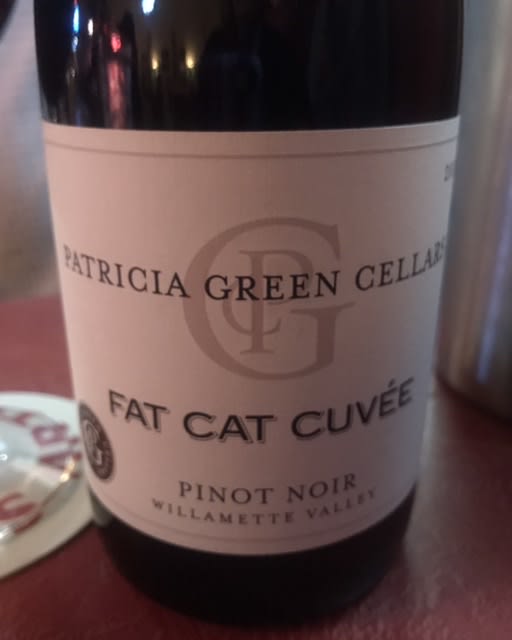 PATRICIA GREEN CELLARS
FAT CAT CUVÉE
PINOT NOIR
WILLAMETTE VALLEY